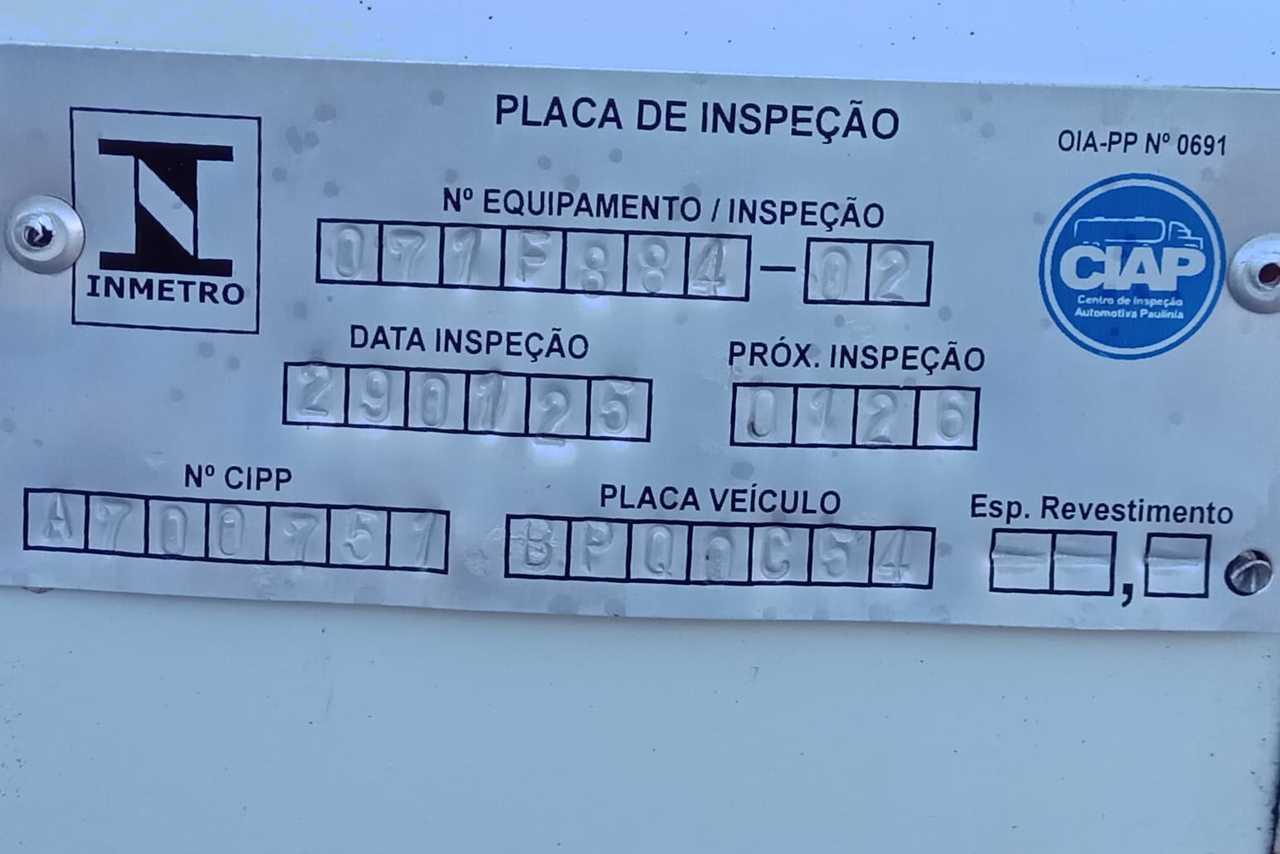 PLACA DE INSPEÇÃO
OIA-PP Nº 0691
INMETRO
Nº EQUIPAMENTO / INSPEÇÃO
071F884-02
CIAP
Centro de Inspeção
Automotiva Paulínia
DATA INSPEÇÃO
290125
PRÓX. INSPEÇÃO
0126
Nº CIPP
A700751
PLACA VEÍCULO
BPQ0C54
Esp. Revestimento
--,-